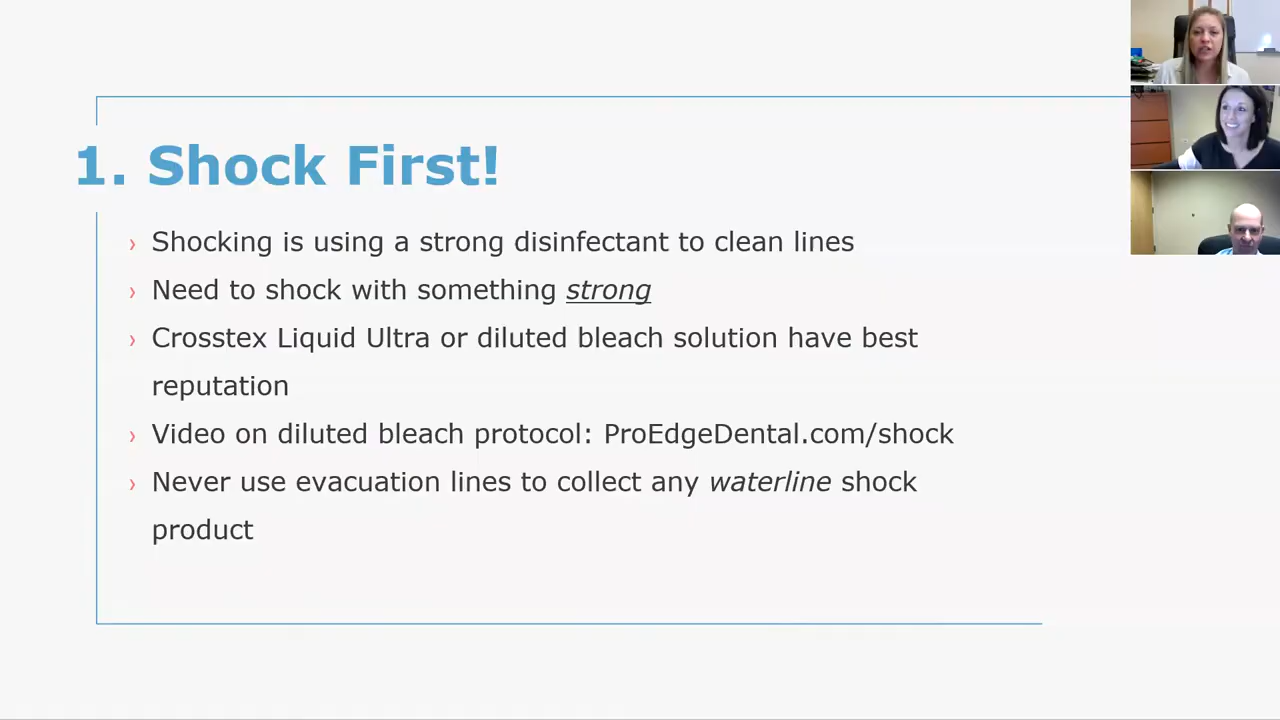 1. Shock First!
› Shocking is using a strong disinfectant to clean lines
› Need to shock with something strong
› Crosstex Liquid Ultra or diluted bleach solution have best
reputation
› Video on diluted bleach protocol: ProEdgeDental.com/shock
› Never use evacuation lines to collect any waterline shock
product